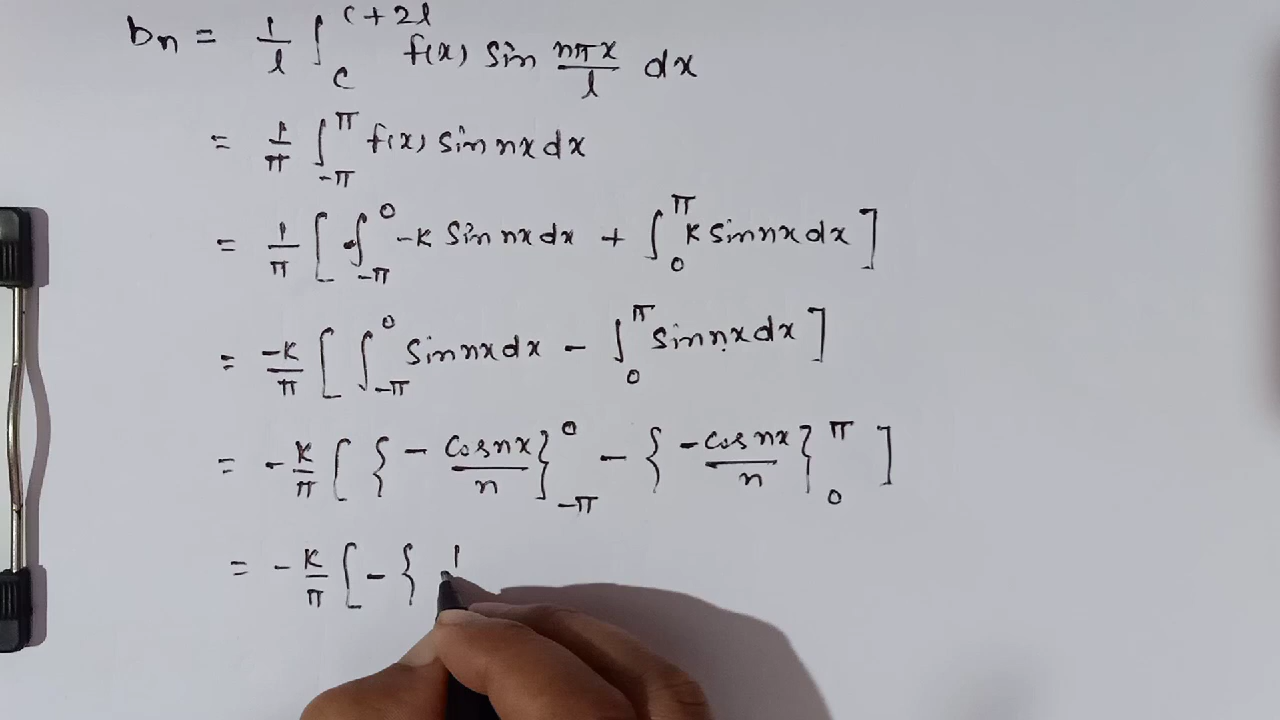 bn = 1/l ∫_c^{c+2l} f(x) sin nπx/l dx
= 1/π ∫_{-π}^{π} f(x) sin nx dx
= 1/π [ ∫_{-π}^{0} -K sin nx dx + ∫_0^{π} K sin nx dx ]
= -K/π [ ∫_{-π}^{0} sin nx dx - ∫_0^{π} sin nx dx ]
= -K/π [ { - cos nx/n }_{-π}^{0} - { -cos nx/n }_0^{π} ]
= -K/π [ - { 1